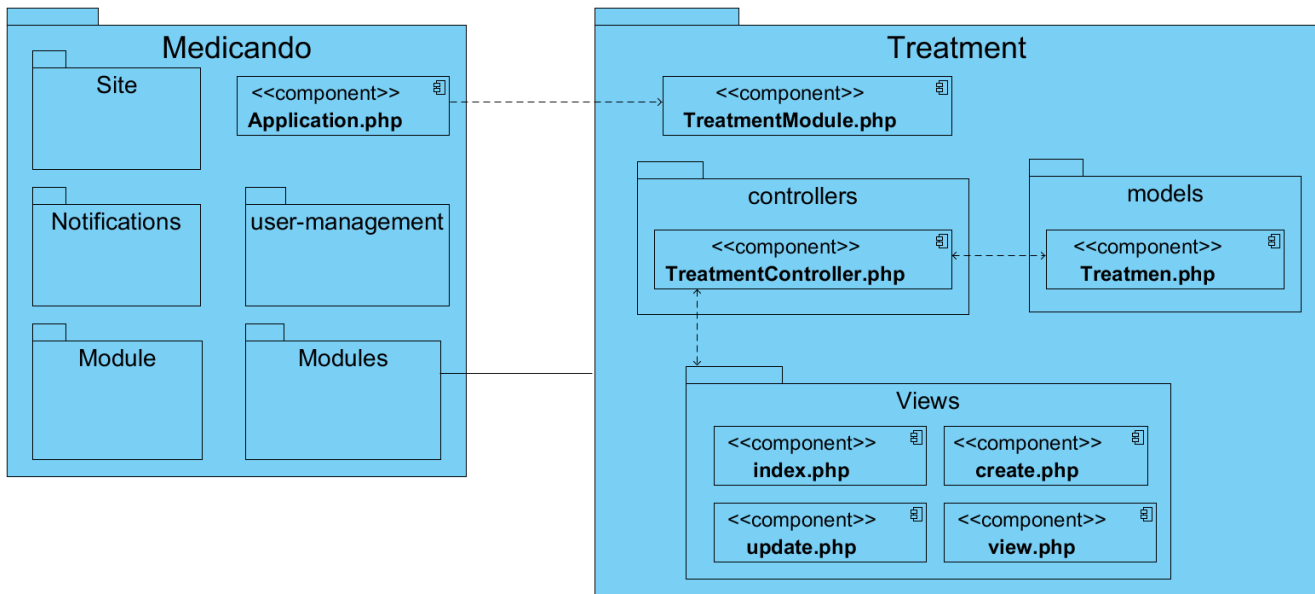 Medicando
Site
<<component>>
Application.php
Notifications
user-management
Module
Modules
Treatment
<<component>>
TreatmentModule.php
controllers
<<component>>
TreatmentController.php
models
<<component>>
Treatmen.php
Views
<<component>>
index.php
<<component>>
create.php
<<component>>
update.php
<<component>>
view.php